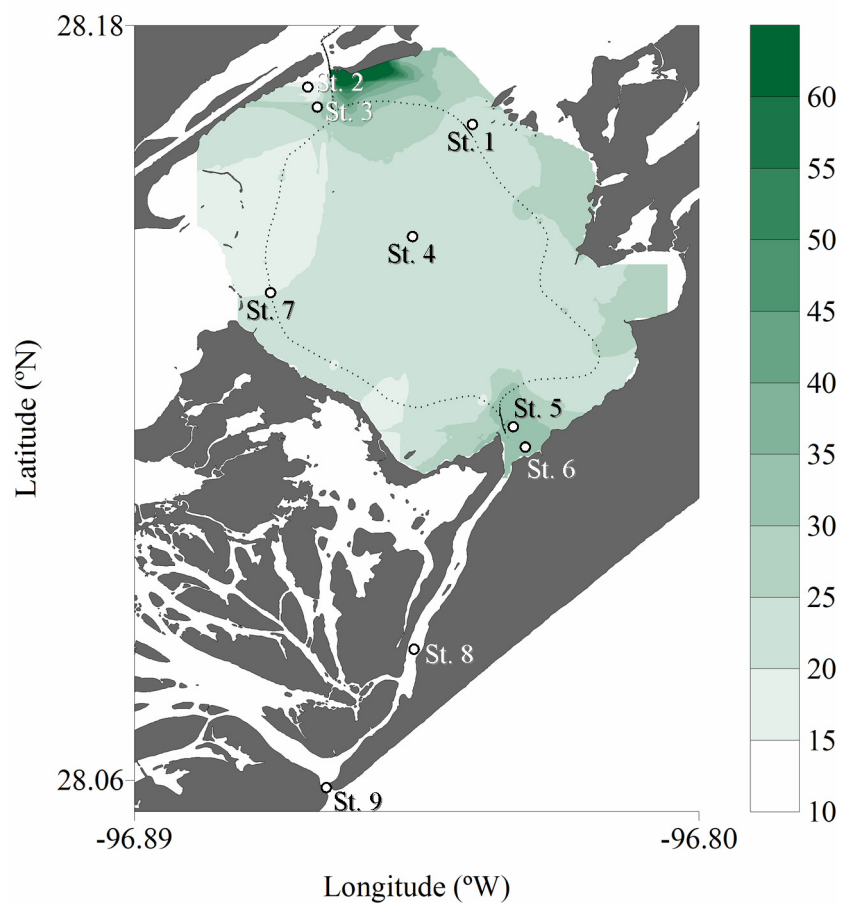 28.18
St. 2
St. 3
St. 1
St. 4
St. 7
St. 5
St. 6
St. 8
St. 9
28.06
-96.89
-96.80
Latitude (ºN)
Longitude (ºW)
60
55
50
45
40
35
30
25
20
15
10